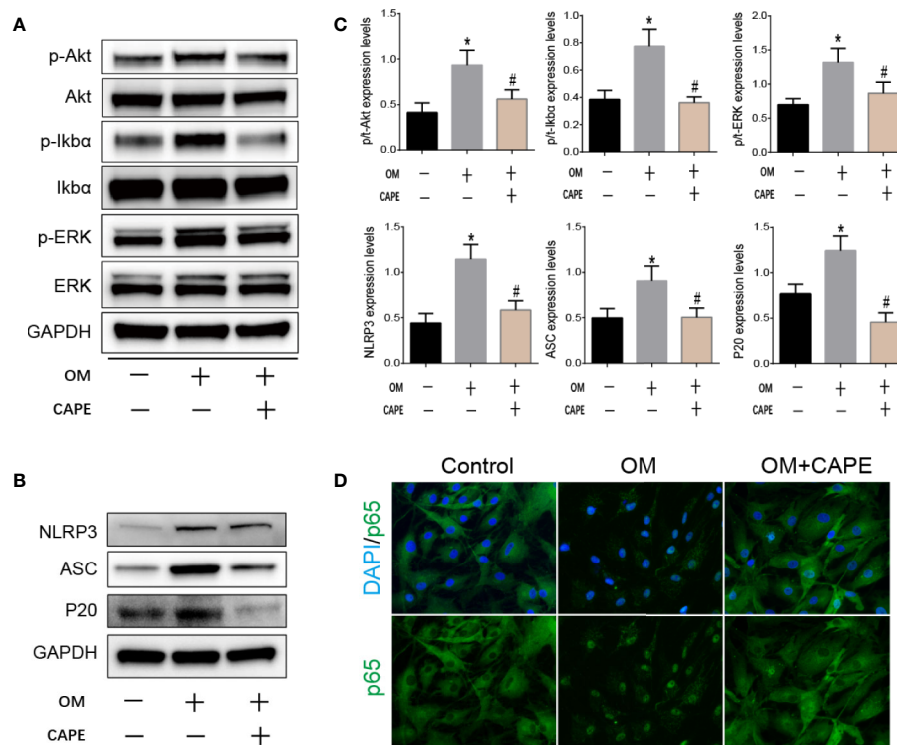 A
p-Akt
Akt
p-Ikbα
Ikbα
p-ERK
ERK
GAPDH
OM — + +
CAPE — — +
B
NLRP3
ASC
P20
GAPDH
OM — + +
CAPE — — +
C
p/t-Akt expression levels
1.5
1.0
0.5
0.0
*
#
OM — + +
CAPE — — +
p/t-Ikbα expression levels
1.0
0.8
0.6
0.4
0.2
0.0
*
#
OM — + +
CAPE — — +
p/t-ERK expression levels
2.0
1.5
1.0
0.5
0.0
*
#
OM — + +
CAPE — — +
NLRP3 expression levels
1.5
1.0
0.5
0.0
*
#
OM — + +
CAPE — — +
ASC expression levels
1.5
1.0
0.5
0.0
*
#
OM — + +
CAPE — — +
P20 expression levels
1.5
1.0
0.5
0.0
*
#
OM — + +
CAPE — — +
D
Control OM OM+CAPE
DAPI/p65
p65